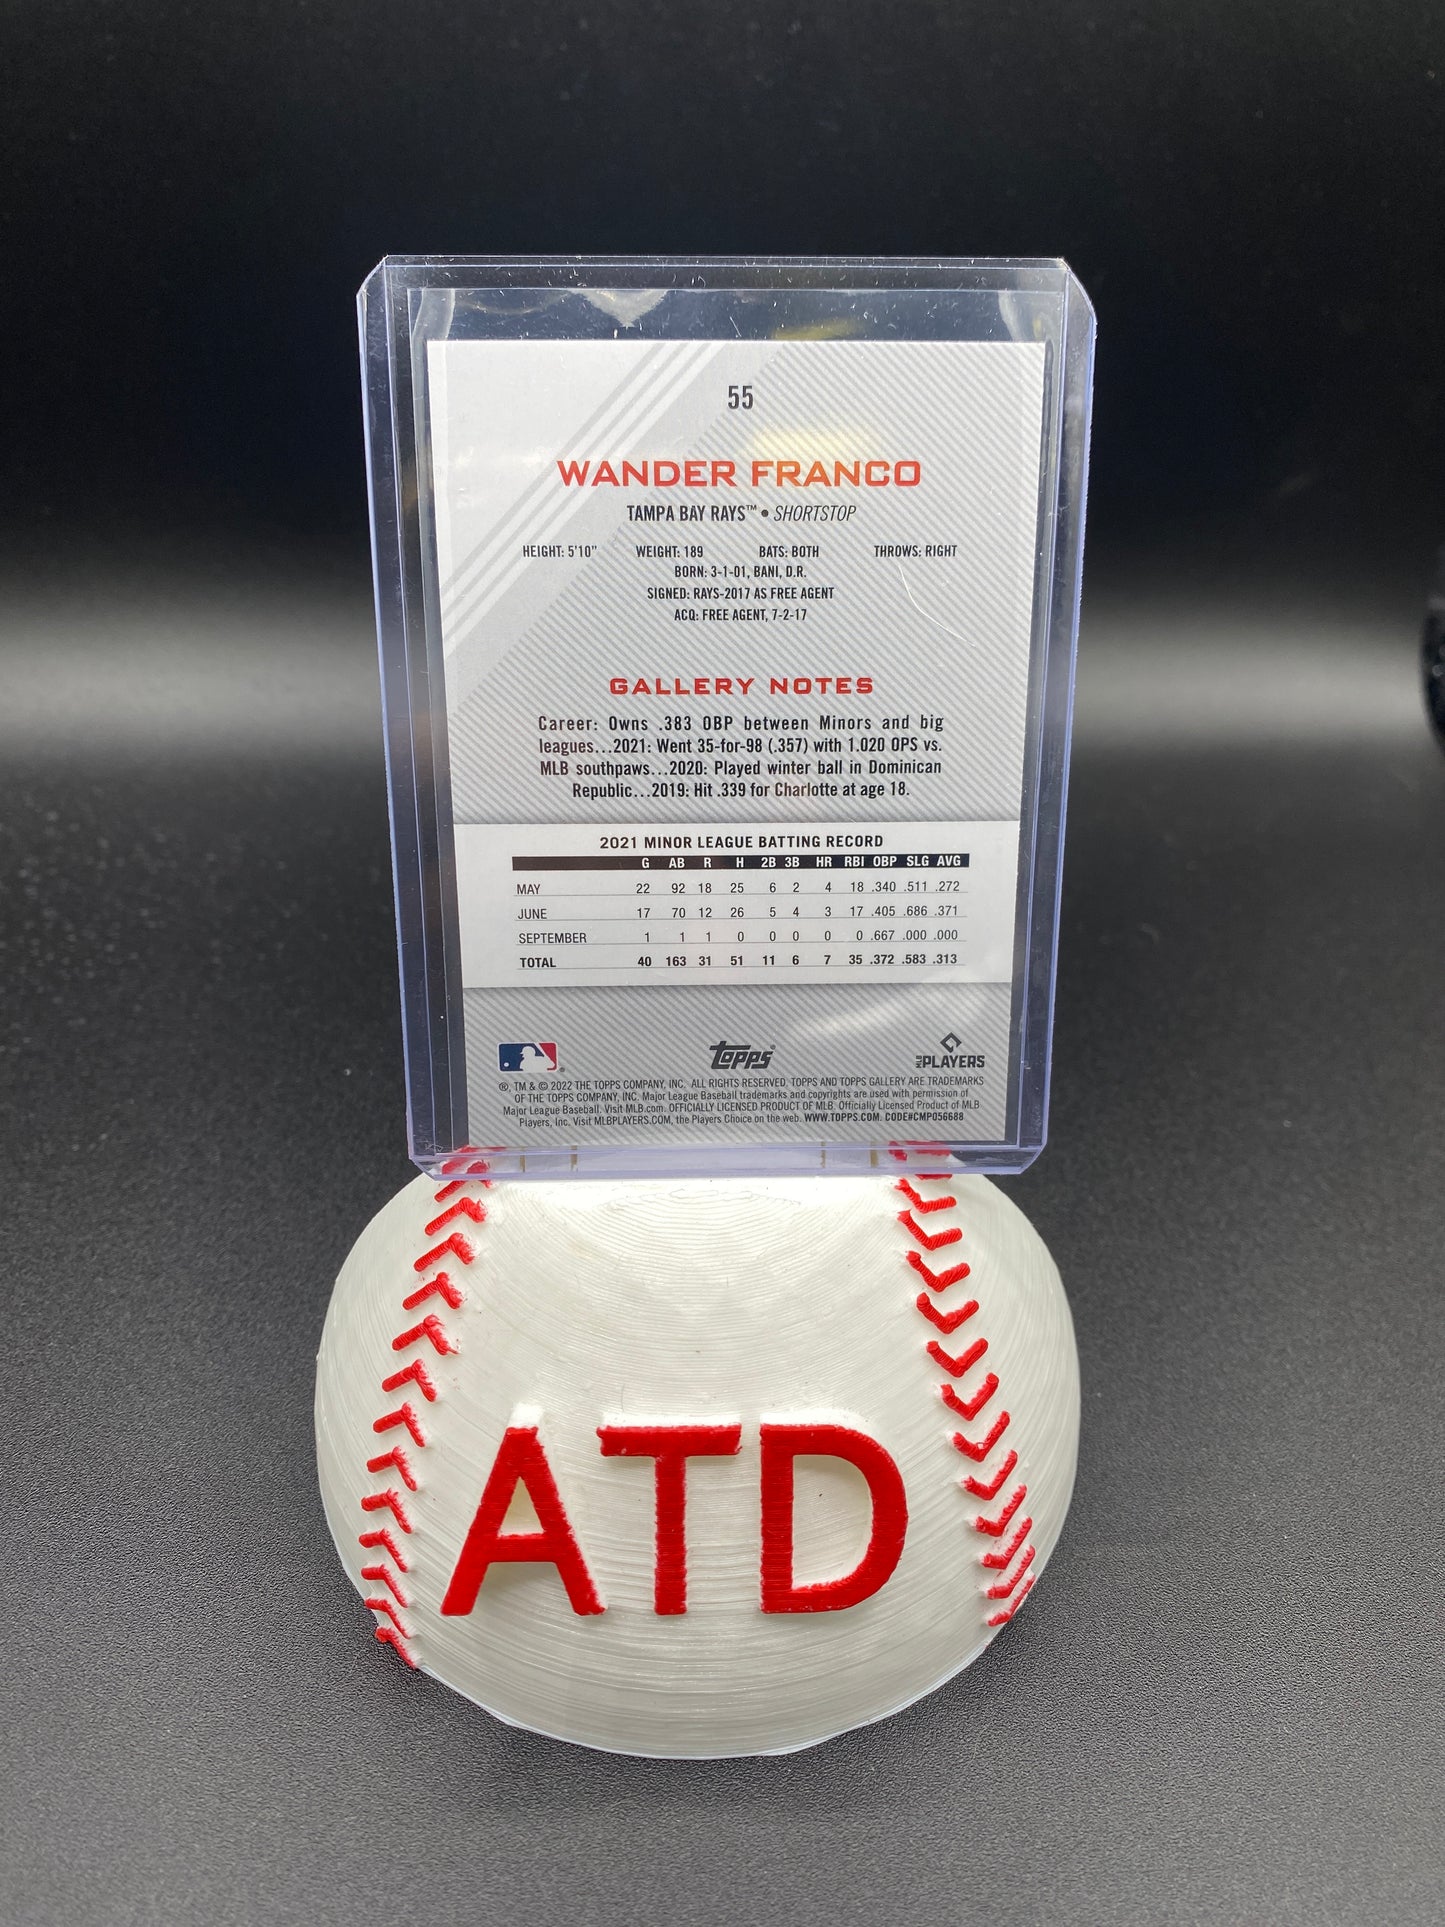 55
WANDER FRANCO
TAMPA BAY RAYS™ • SHORTSTOP
HEIGHT: 5'10" WEIGHT: 189 BATS: BOTH THROWS: RIGHT
BORN: 3-1-01, BANI, D.R.
SIGNED: RAYS-2017 AS FREE AGENT
ACQ: FREE AGENT, 7-2-17
GALLERY NOTES
Career: Owns .383 OBP between Minors and big
leagues...2021: Went 35-for-98 (.357) with 1.020 OPS vs.
MLB southpaws...2020: Played winter ball in Dominican
Republic...2019: Hit .339 for Charlotte at age 18.
2021 MINOR LEAGUE BATTING RECORD
G AB R H 2B 3B HR RBI OBP SLG AVG
MAY 22 92 18 25 6 2 4 18 .340 .511 .272
JUNE 17 70 12 26 5 4 3 17 .405 .686 .371
SEPTEMBER 1 1 1 0 0 0 0 0 .667 .000 .000
TOTAL 40 163 31 51 11 6 7 35 .372 .583 .313
® Topps® MLB PLAYERS
®, TM & © 2022 THE TOPPS COMPANY, INC. ALL RIGHTS RESERVED. TOPPS AND TOPPS GALLERY ARE TRADEMARKS
OF THE TOPPS COMPANY, INC. Major League Baseball trademarks and copyrights are used with permission of
Major League Baseball. Visit MLB.com. OFFICIALLY LICENSED PRODUCT OF MLB. Officially Licensed Product of MLB
Players, Inc. Visit MLBPLAYERS.COM, the Players Choice on the web. WWW.TOPPS.COM. CODE#CMP056688
ATD